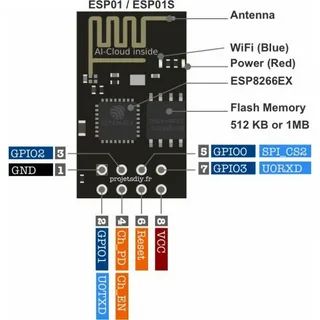 ESP01 / ESP01S
Antenna
AI-Cloud inside
WiFi (Blue)
Power (Red)
ESP8266EX
Flash Memory
512 KB or 1MB
projetsdiy.fr
GPIO2 3
GND 1
5 GPIO0 SPI_CS2
7 GPIO3 U0RXD
2 GPIO1 U0TXD
4 Ch_PD Ch_EN
6 Reset
8 VCC